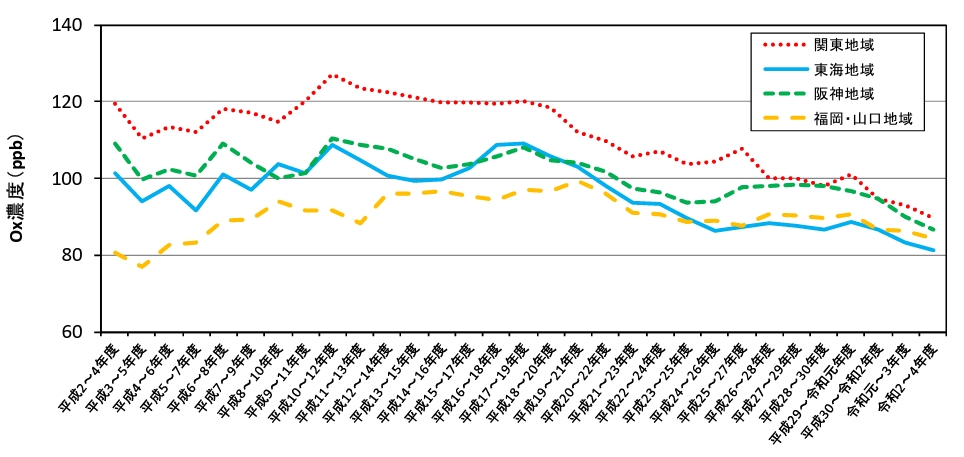 140
120
100
80
60
Ox濃度（ppb）
関東地域
東海地域
阪神地域
福岡・山口地域
平成2～4年度
平成3～5年度
平成4～6年度
平成5～7年度
平成6～8年度
平成7～9年度
平成8～10年度
平成9～11年度
平成10～12年度
平成11～13年度
平成12～14年度
平成13～15年度
平成14～16年度
平成15～17年度
平成16～18年度
平成17～19年度
平成18～20年度
平成19～21年度
平成20～22年度
平成21～23年度
平成22～24年度
平成23～25年度
平成24～26年度
平成25～27年度
平成26～28年度
平成27～29年度
平成28～30年度
平成29～令和元年度
平成30～令和2年度
令和元～3年度
令和2～4年度